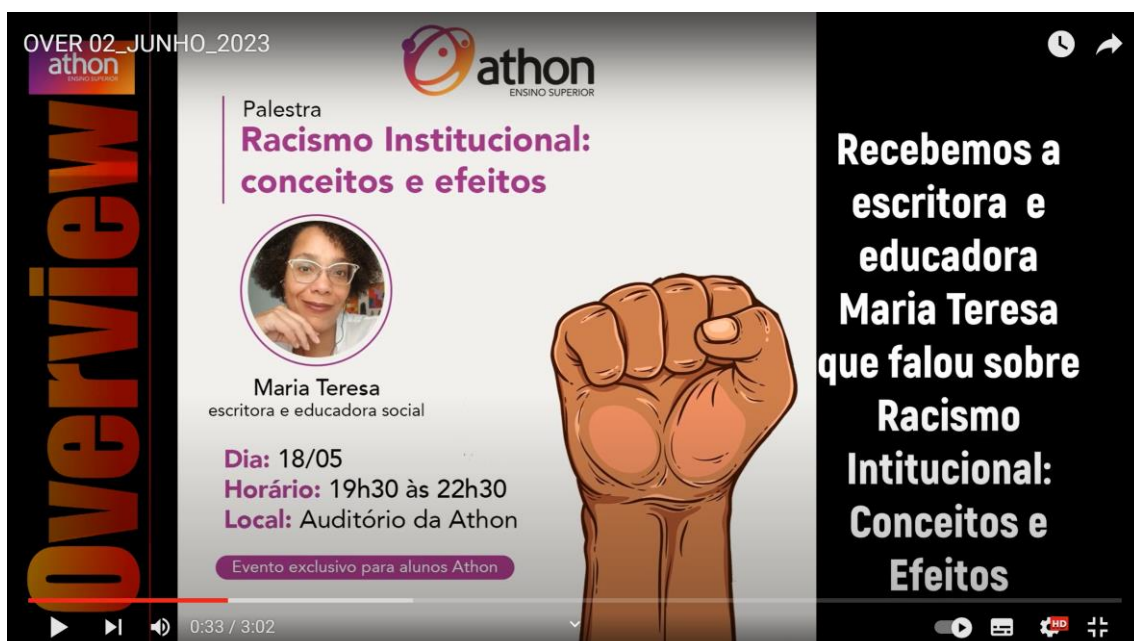 OVER 02_JUNHO_2023
athon
ENSINO SUPERIOR
Overview
athon
ENSINO SUPERIOR
Palestra
Racismo Institucional:
conceitos e efeitos
Maria Teresa
escritora e educadora social
Dia: 18/05
Horário: 19h30 às 22h30
Local: Auditório da Athon
Evento exclusivo para alunos Athon
Recebemos a
escritora e
educadora
Maria Teresa
que falou sobre
Racismo
Intitucional:
Conceitos e
Efeitos
0:33 / 3:02
HD